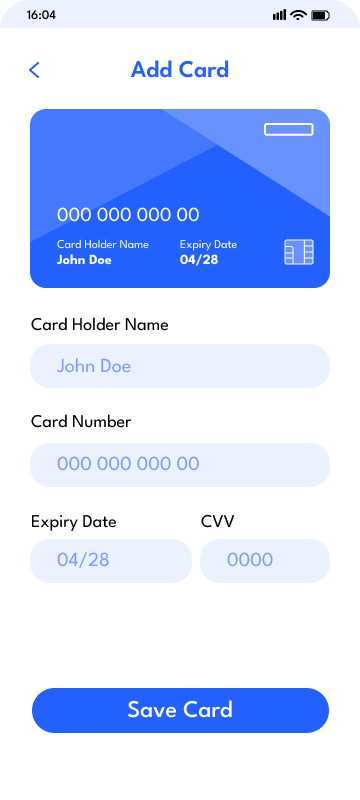 16:04
Add Card
000 000 000 00
Card Holder Name Expiry Date
John Doe 04/28
Card Holder Name
John Doe
Card Number
000 000 000 00
Expiry Date CVV
04/28 0000
Save Card